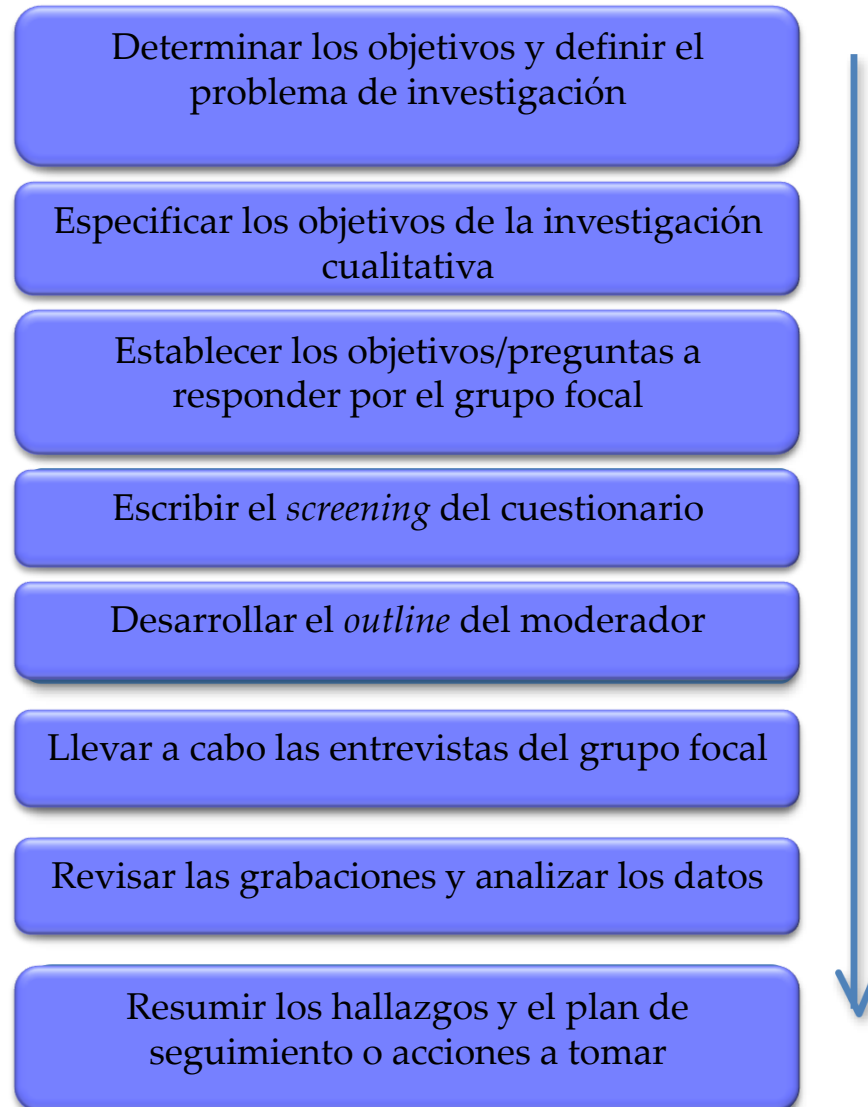 Determinar los objetivos y definir el
problema de investigación
Especificar los objetivos de la investigación
cualitativa
Establecer los objetivos/preguntas a
responder por el grupo focal
Escribir el screening del cuestionario
Desarrollar el outline del moderador
Llevar a cabo las entrevistas del grupo focal
Revisar las grabaciones y analizar los datos
Resumir los hallazgos y el plan de
seguimiento o acciones a tomar